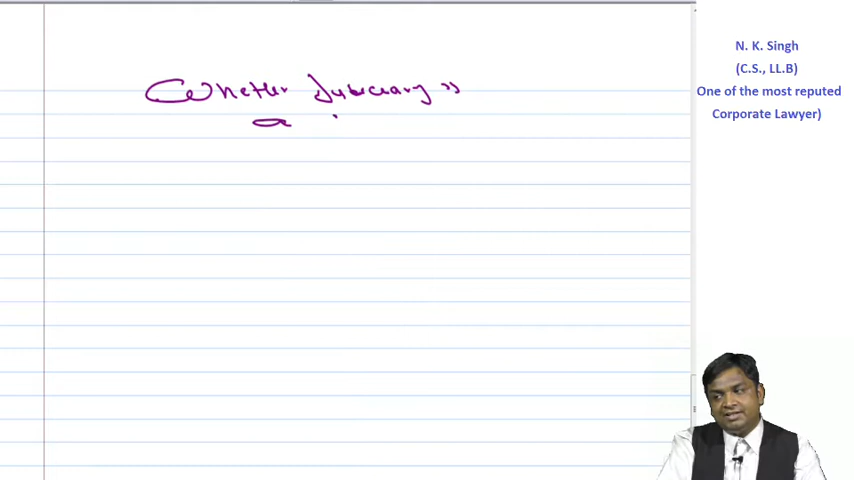 Whether Judiciary is
N. K. Singh
(C.S., LL.B)
One of the most reputed
Corporate Lawyer)